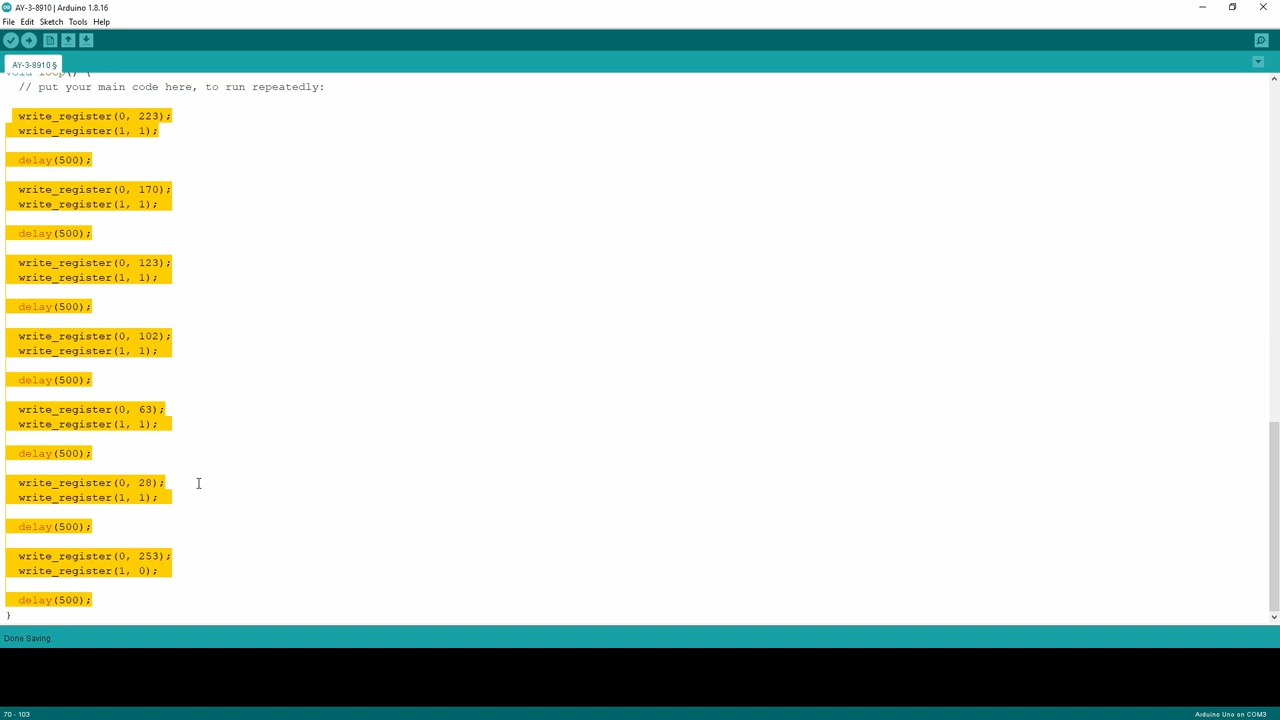 AY-3-8910 | Arduino 1.8.16
File Edit Sketch Tools Help
AY-3-8910 §
void loop() {
// put your main code here, to run repeatedly:
write_register(0, 223);
write_register(1, 1);
delay(500);
write_register(0, 170);
write_register(1, 1);
delay(500);
write_register(0, 123);
write_register(1, 1);
delay(500);
write_register(0, 102);
write_register(1, 1);
delay(500);
write_register(0, 63);
write_register(1, 1);
delay(500);
write_register(0, 28);
write_register(1, 1);
delay(500);
write_register(0, 253);
write_register(1, 0);
delay(500);
}
Done Saving.
70 - 103 Arduino Uno on COM3